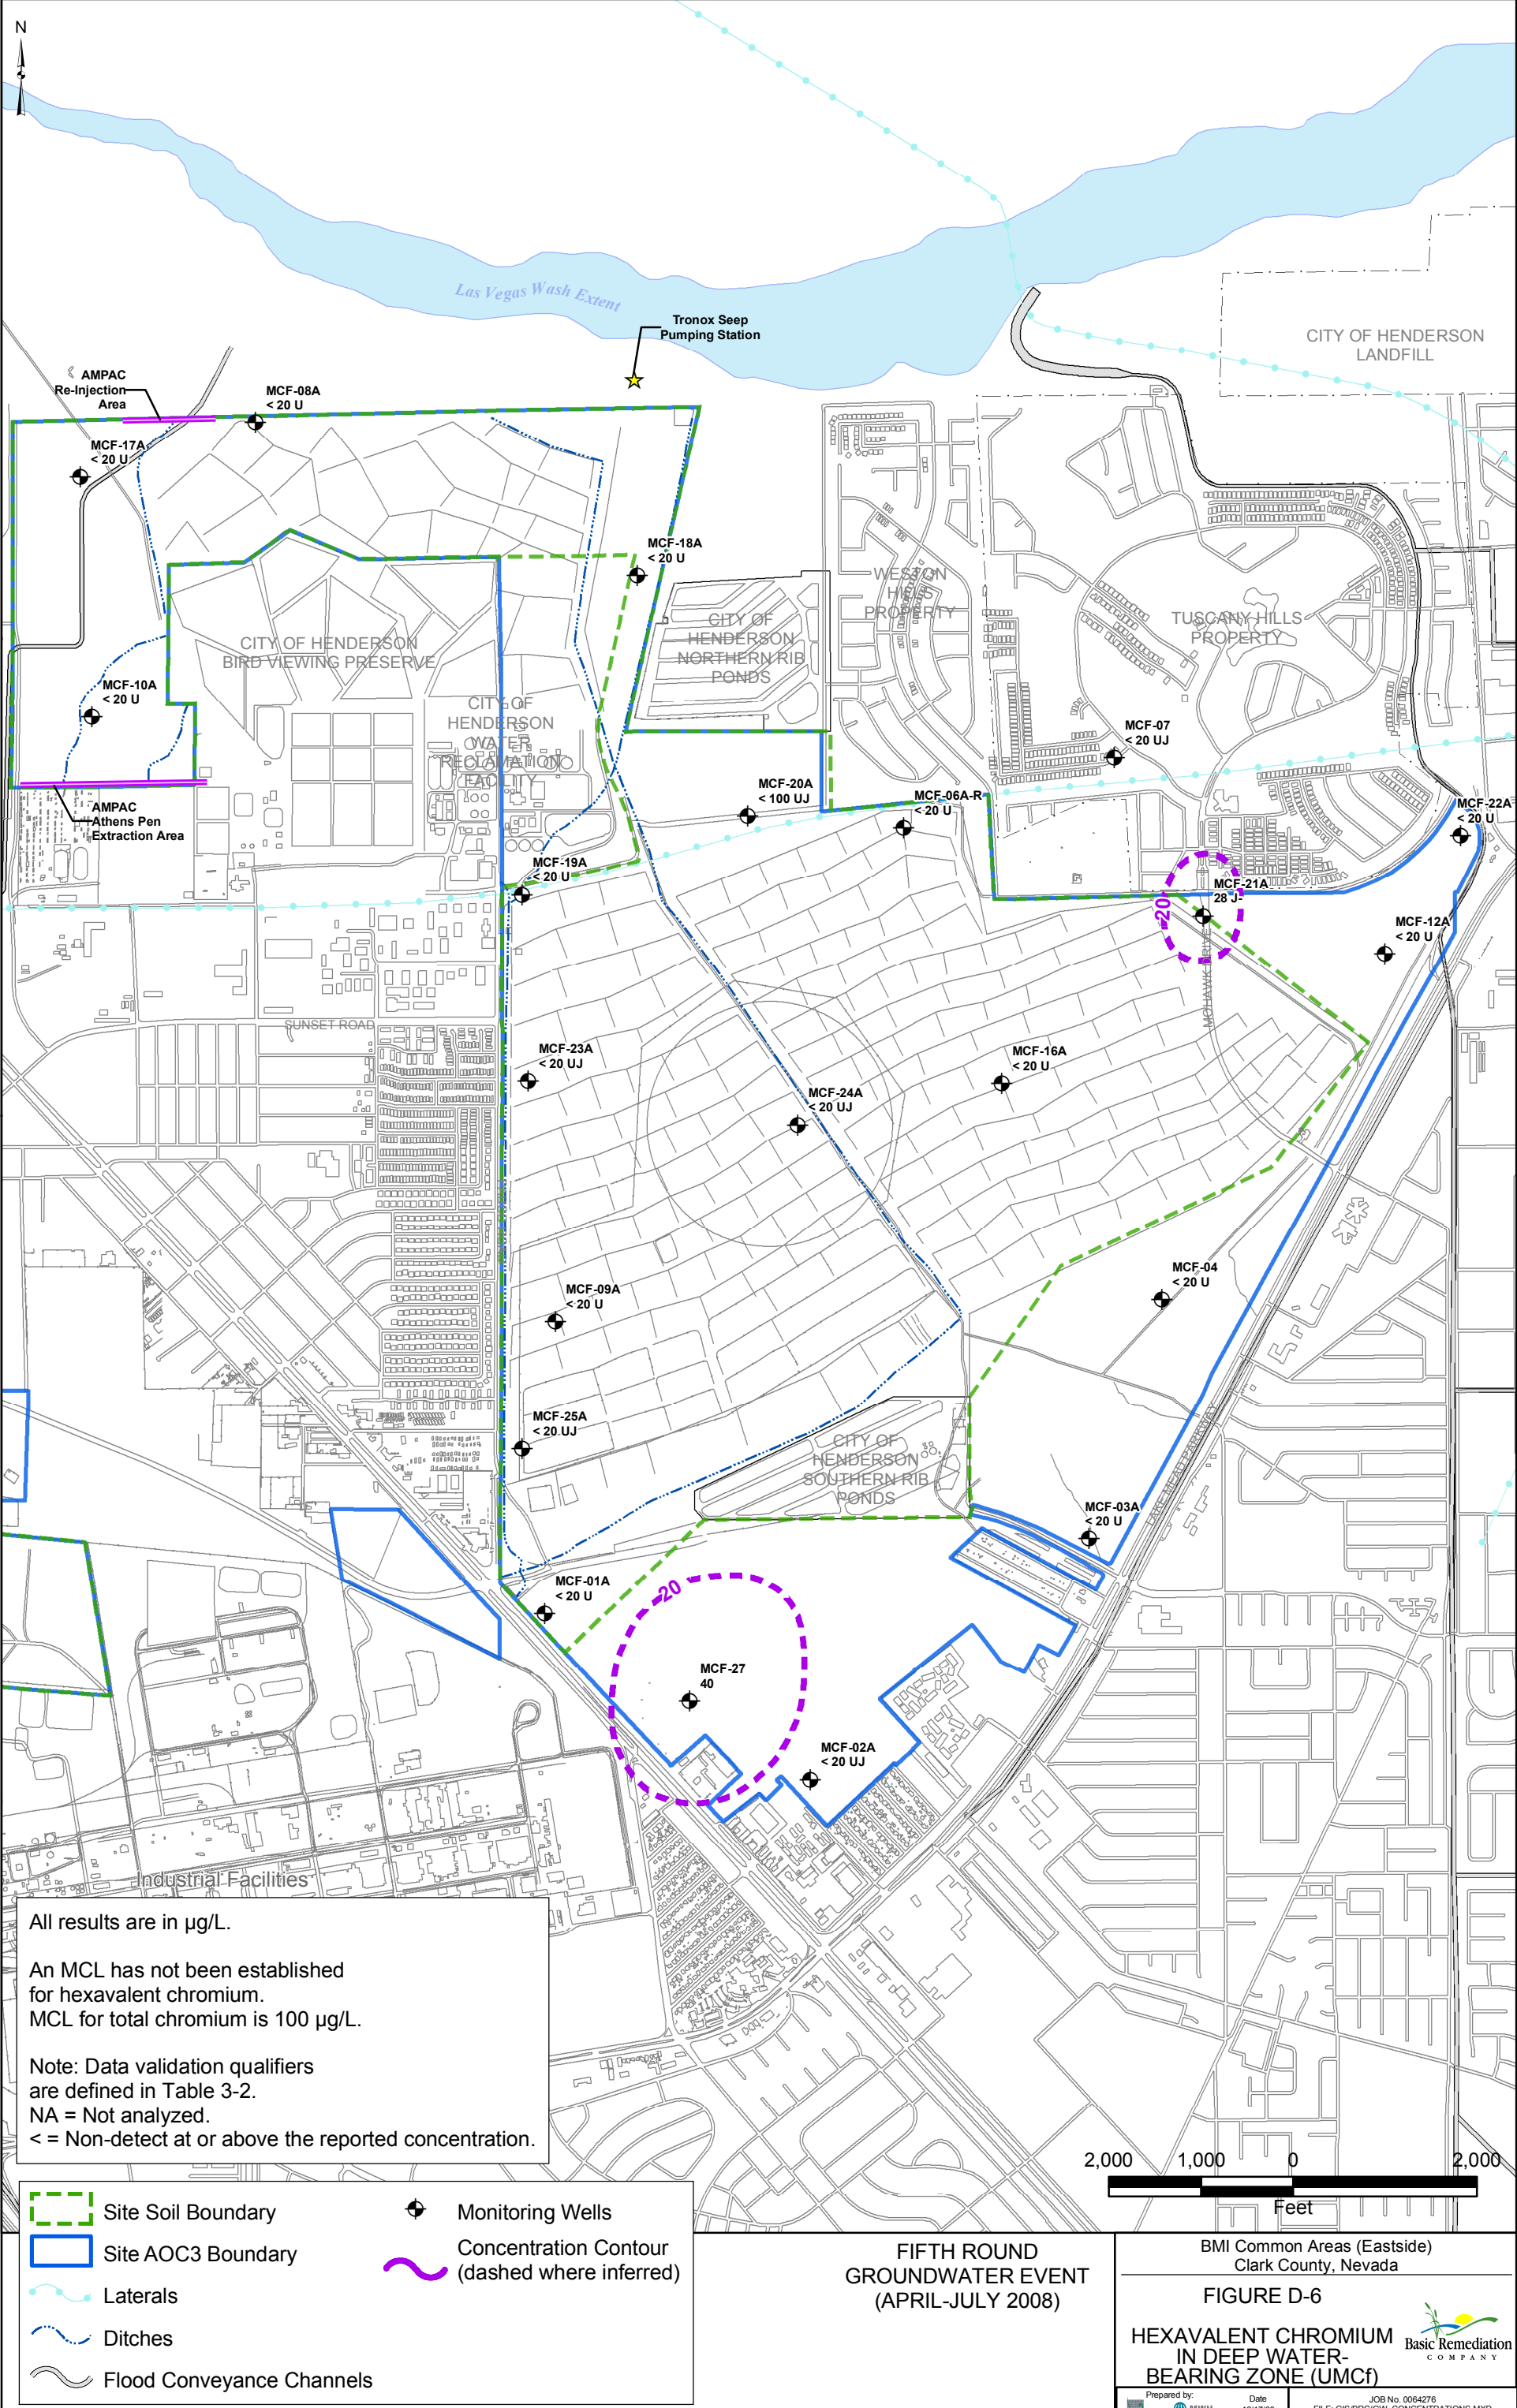 N
Las Vegas Wash Extent
Tronox Seep
Pumping Station
CITY OF HENDERSON
LANDFILL
AMPAC
Re-Injection
Area
MCF-08A
< 20 U
MCF-17A
< 20 U
MCF-18A
< 20 U
WESTON
HILLS
PROPERTY
CITY OF
HENDERSON
NORTHERN RIB
PONDS
TUSCANY HILLS
PROPERTY
CITY OF HENDERSON
BIRD VIEWING PRESERVE
MCF-10A
< 20 U
CITY OF
HENDERSON
WATER
RECLAMATION
FACILITY
MCF-07
< 20 UJ
MCF-20A
< 100 UJ
MCF-06A-R
< 20 U
MCF-22A
< 20 U
AMPAC
Athens Pen
Extraction Area
MCF-19A
< 20 U
MCF-21A
28 J-
20
MCF-12A
< 20 U
MOHAWK DRIVE
SUNSET ROAD
MCF-23A
< 20 UJ
MCF-16A
< 20 U
MCF-24A
< 20 UJ
MCF-04
< 20 U
MCF-09A
< 20 U
MCF-25A
< 20 UJ
CITY OF
HENDERSON
SOUTHERN RIB
PONDS
LAKE MEAD PARKWAY
MCF-03A
< 20 U
MCF-01A
< 20 U
20
MCF-27
40
MCF-02A
< 20 UJ
Industrial Facilities
All results are in µg/L.
An MCL has not been established
for hexavalent chromium.
MCL for total chromium is 100 µg/L.
Note: Data validation qualifiers
are defined in Table 3-2.
NA = Not analyzed.
< = Non-detect at or above the reported concentration.
2,000 1,000 0 2,000
Feet
Site Soil Boundary
Site AOC3 Boundary
Laterals
Ditches
Flood Conveyance Channels
Monitoring Wells
Concentration Contour
(dashed where inferred)
FIFTH ROUND
GROUNDWATER EVENT
(APRIL-JULY 2008)
BMI Common Areas (Eastside)
Clark County, Nevada
FIGURE D-6
HEXAVALENT CHROMIUM
IN DEEP WATER-
BEARING ZONE (UMCf)
Basic Remediation
COMPANY
Prepared by:
Date
JOB No. 0064276